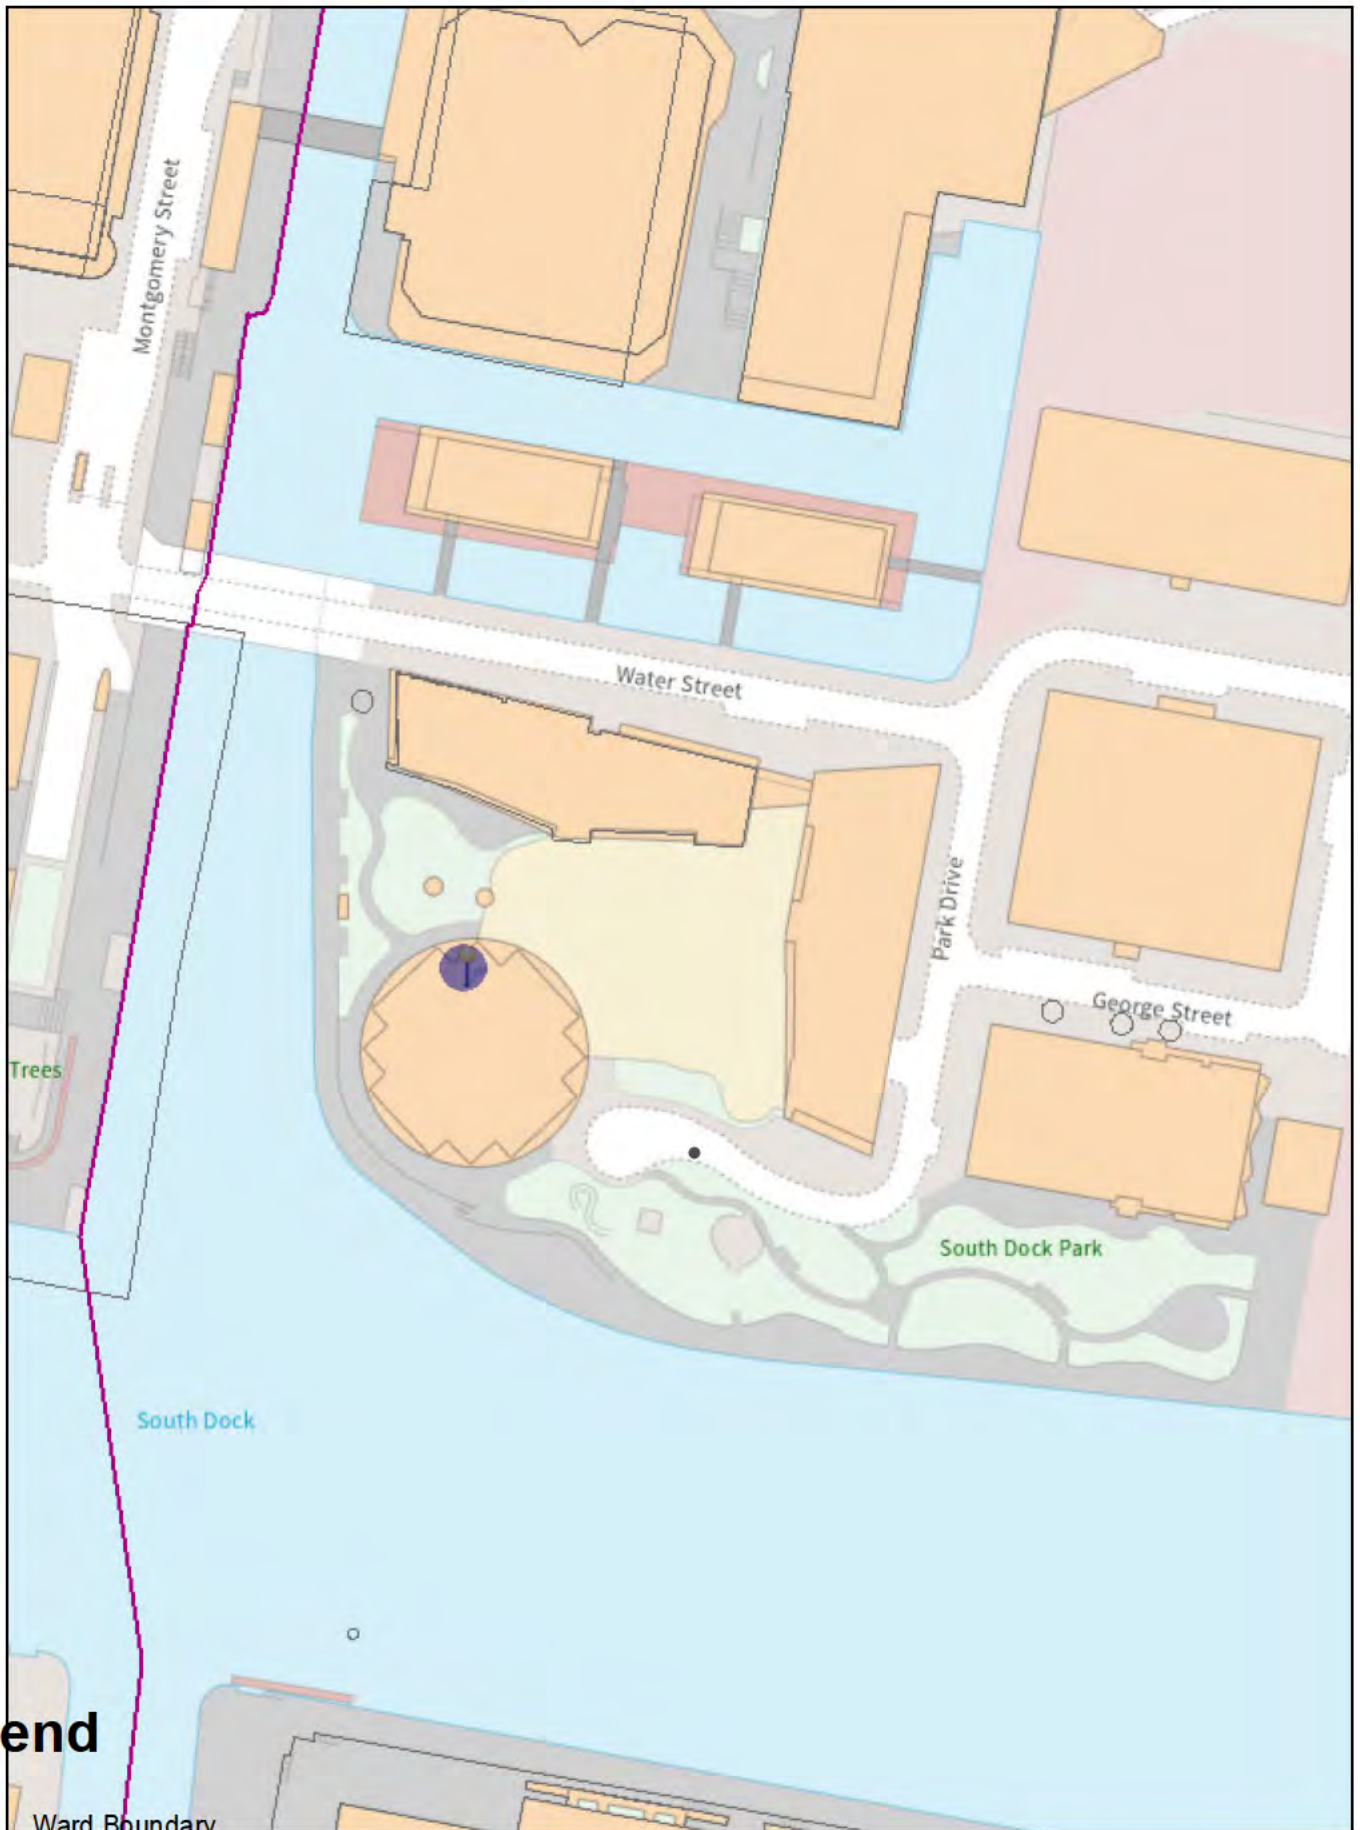 Montgomery Street
Water Street
Park Drive
George Street
Trees
South Dock Park
South Dock
end
Ward Boundary